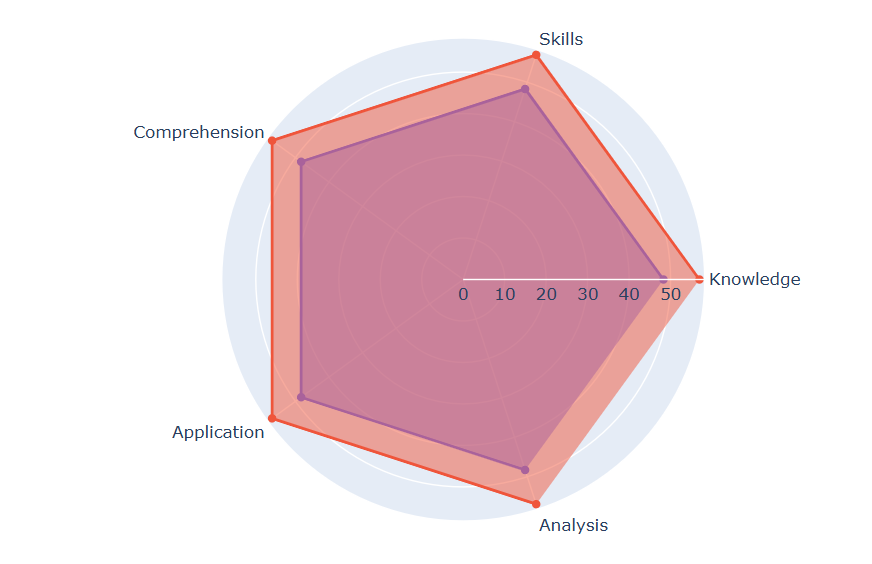 Skills
Comprehension
Knowledge
0 10 20 30 40 50
Application
Analysis